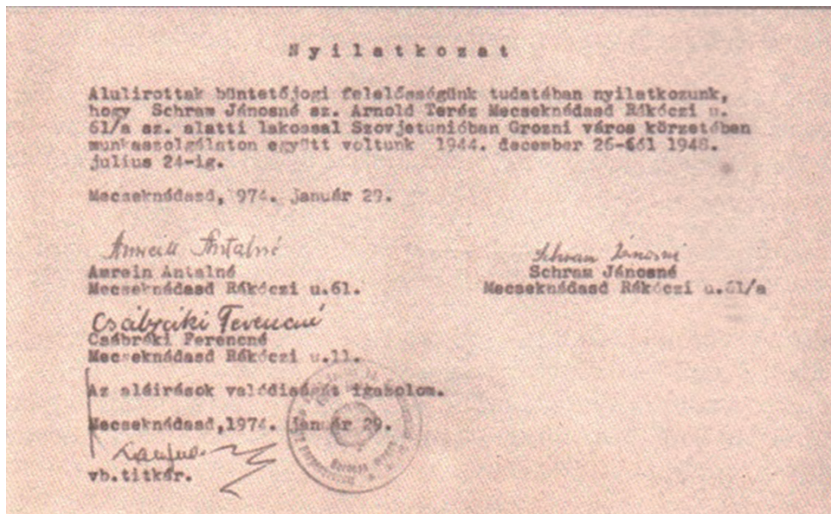 Nyilatkozat
Alulirottak büntetőjogi felelősségünk tudatában nyilatkozunk,
hogy Schram Jánosné sz. Arnold Teréz Mecseknádasd Rákóczi u.
61/a sz. alatti lakossal Szovjetunióban Grozni város körzetében
munkaszolgálaton együtt voltunk 1944. december 26-tól 1948.
julius 24-ig.
Mecseknádasd, 974. január 29.
Amrein Antalné
Schram Jánosné
Amrein Antalné
Schram Jánosné
Mecseknádasd Rákóczi u.61.
Mecseknádasd Rákóczi u.61/a
Csábráki Ferencné
Csábráki Ferencné
Mecseknádasd Rákóczi u.11.
Az aláirások valódiságát igazolom.
Mecseknádasd,1974. január 29.
vb.titkár.